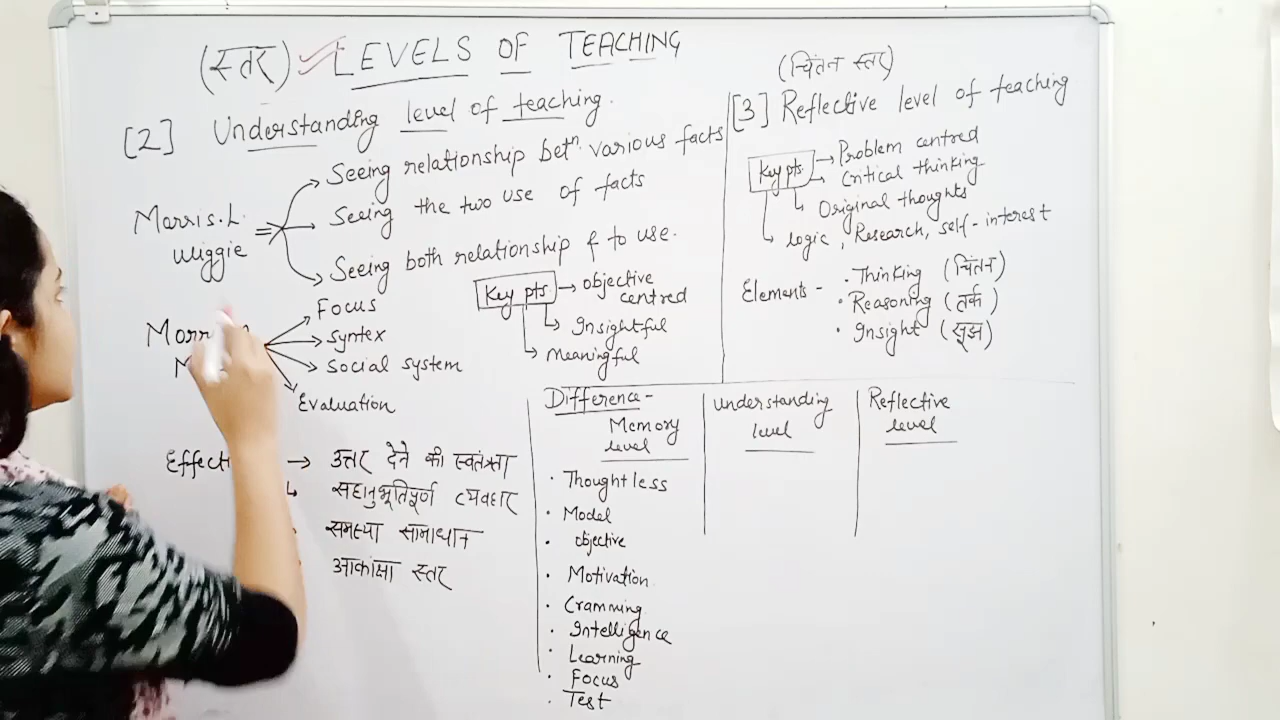 (स्तर) ✓ LEVELS OF TEACHING
[2] Understanding level of teaching.
Morris.L. Wiggie =
→ Seeing relationship betn. various facts
→ Seeing the two use of facts
→ Seeing both relationship & to use.
→ Focus
→ Syntex
→ Social system
→ Evaluation
Key pts → objective centred
→ Insightful
→ Meaningful
→ उत्तर देने की स्वतंत्रता
सहानुभूतिपूर्ण व्यवहार
समस्या सामाधान
आकांक्षा स्तर
(चिंतन स्तर)
[3] Reflective level of teaching
Key pts → Problem centred
→ Critical thinking
→ Original thoughts
→ logic, Research, self-interest
Elements - · Thinking (चिंतन)
· Reasoning (तर्क)
· Insight (सूझ)
Difference -
Memory level
· Thoughtless
· Model
· objective
· Motivation
· Cramming
· Intelligence
· Learning
· Focus
· Test
Understanding level
Reflective level